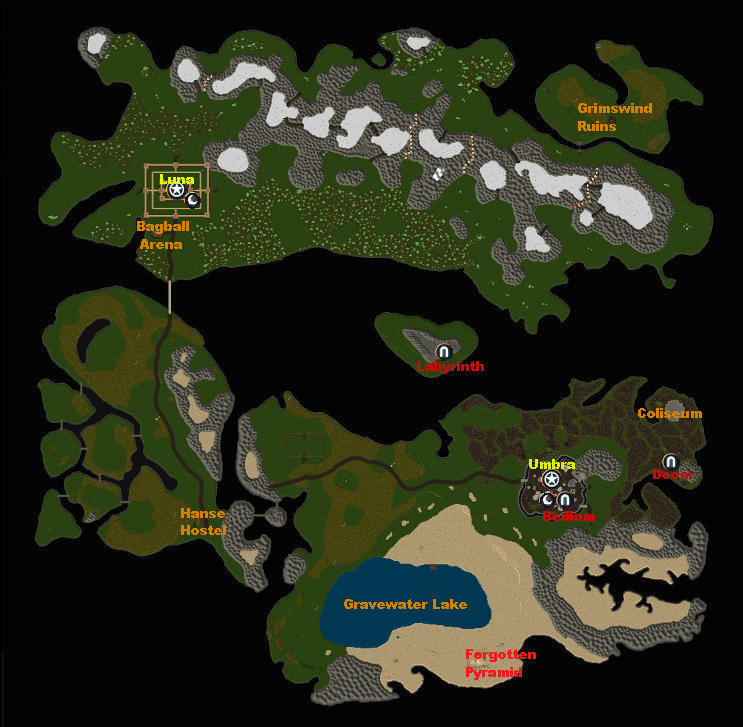 Grimswind
Ruins
Luna
Bagball
Arena
Labyrinth
Coliseum
Umbra
Doom
Bedlam
Hanse
Hostel
Gravewater Lake
Forgotten
Pyramid